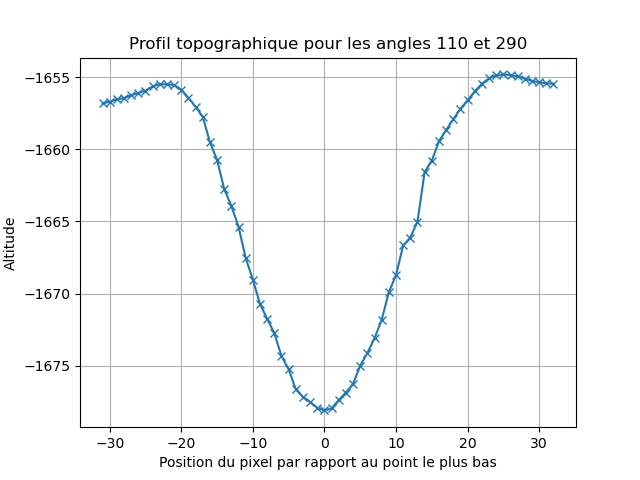 Profil topographique pour les angles 110 et 290
Altitude
−1655
−1660
−1665
−1670
−1675
−30 −20 −10 0 10 20 30
Position du pixel par rapport au point le plus bas